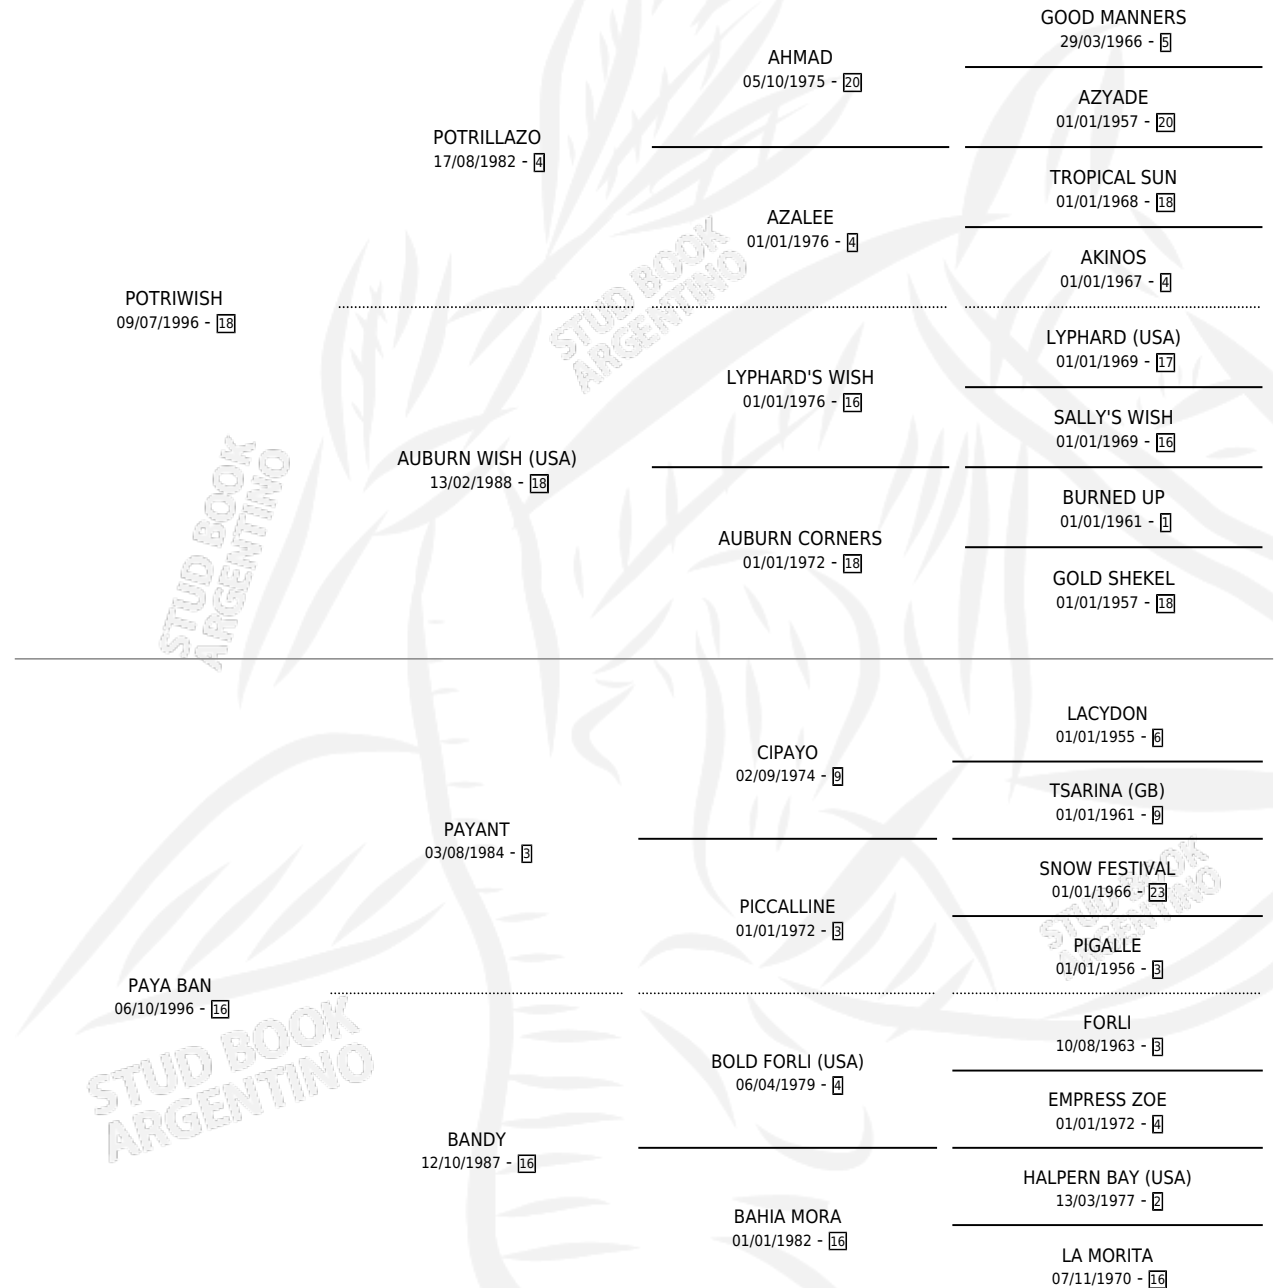 GOOD MANNERS
29/03/1966 - 5
AHMAD
05/10/1975 - 20
AZYADE
01/01/1957 - 20
POTRILLAZO
17/08/1982 - 4
TROPICAL SUN
01/01/1968 - 18
AZALEE
01/01/1976 - 4
AKINOS
01/01/1967 - 4
STUD BOOK
ARGENTINO
POTRIWISH
09/07/1996 - 18
LYPHARD (USA)
01/01/1969 - 17
LYPHARD'S WISH
01/01/1976 - 16
SALLY'S WISH
01/01/1969 - 16
AUBURN WISH (USA)
13/02/1988 - 18
BURNED UP
01/01/1961 - 1
AUBURN CORNERS
01/01/1972 - 18
GOLD SHEKEL
01/01/1957 - 18
STUD BOOK
ARGENTINO
LACYDON
01/01/1955 - 6
CIPAYO
02/09/1974 - 9
TSARINA (GB)
01/01/1961 - 9
PAYANT
03/08/1984 - 3
SNOW FESTIVAL
01/01/1966 - 23
PICCALLINE
01/01/1972 - 3
PIGALLE
01/01/1956 - 3
STUD BOOK
ARGENTINO
PAYA BAN
06/10/1996 - 16
FORLI
10/08/1963 - 3
BOLD FORLI (USA)
06/04/1979 - 4
EMPRESS ZOE
01/01/1972 - 4
STUD BOOK
ARGENTINO
BANDY
12/10/1987 - 16
HALPERN BAY (USA)
13/03/1977 - 2
BAHIA MORA
01/01/1982 - 16
LA MORITA
07/11/1970 - 16